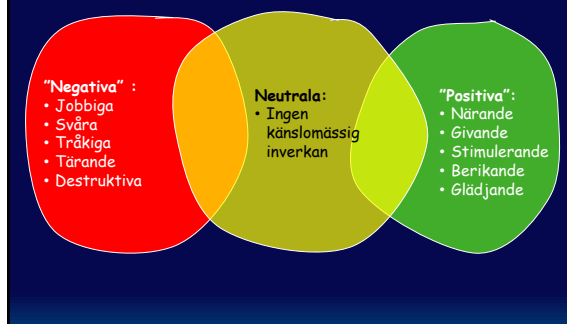 ”Negativa” :
• Jobbiga
• Svåra
• Tråkiga
• Tärande
• Destruktiva
Neutrala:
• Ingen
känslomässig
inverkan
”Positiva”:
• Närande
• Givande
• Stimulerande
• Berikande
• Glädjande